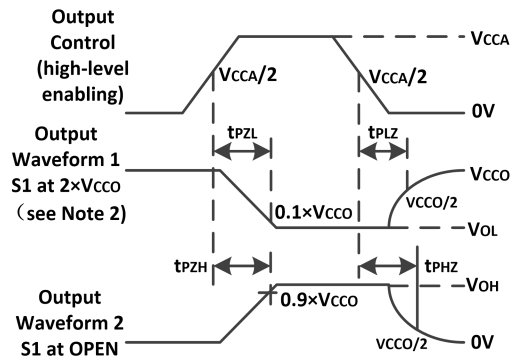 Output
Control
(high-level
enabling)
VCCA
VCCA/2
VCCA/2
0V
Output
Waveform 1
S1 at 2×VCCO
（see Note 2)
tPZL
tPLZ
VCCO
VCCO/2
0.1×VCCO
VOL
tPZH
tPHZ
VOH
Output
Waveform 2
S1 at OPEN
0.9×VCCO
VCCO/2
0V